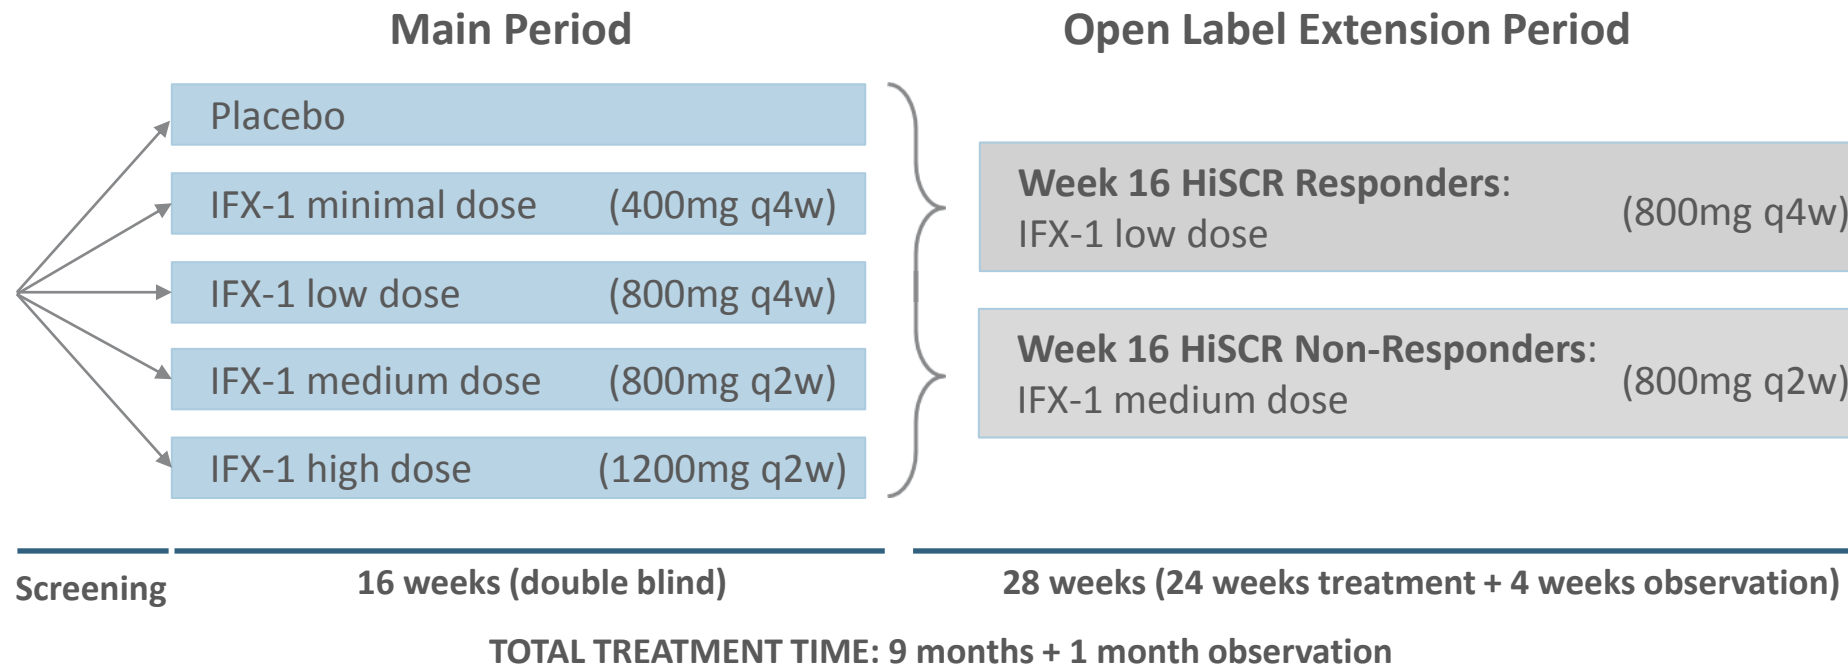 Main Period
Open Label Extension Period
Placebo
IFX-1 minimal dose (400mg q4w)
IFX-1 low dose (800mg q4w)
IFX-1 medium dose (800mg q2w)
IFX-1 high dose (1200mg q2w)
Week 16 HiSCR Responders:
IFX-1 low dose
(800mg q4w)
Week 16 HiSCR Non-Responders:
IFX-1 medium dose
(800mg q2w)
Screening
16 weeks (double blind)
28 weeks (24 weeks treatment + 4 weeks observation)
TOTAL TREATMENT TIME: 9 months + 1 month observation